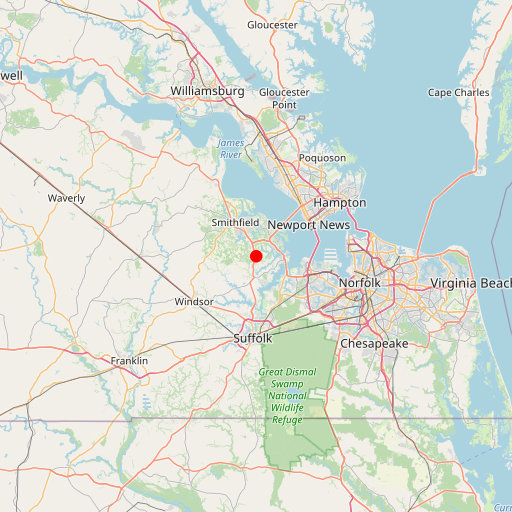 Gloucester
well
Williamsburg
Gloucester
Point
Cape Charles
James
River
Poquoson
Waverly
Hampton
Smithfield
Newport News
Norfolk
Virginia Beach
Windsor
Suffolk
Chesapeake
Franklin
Great Dismal
Swamp
National
Wildlife
Refuge
Curr